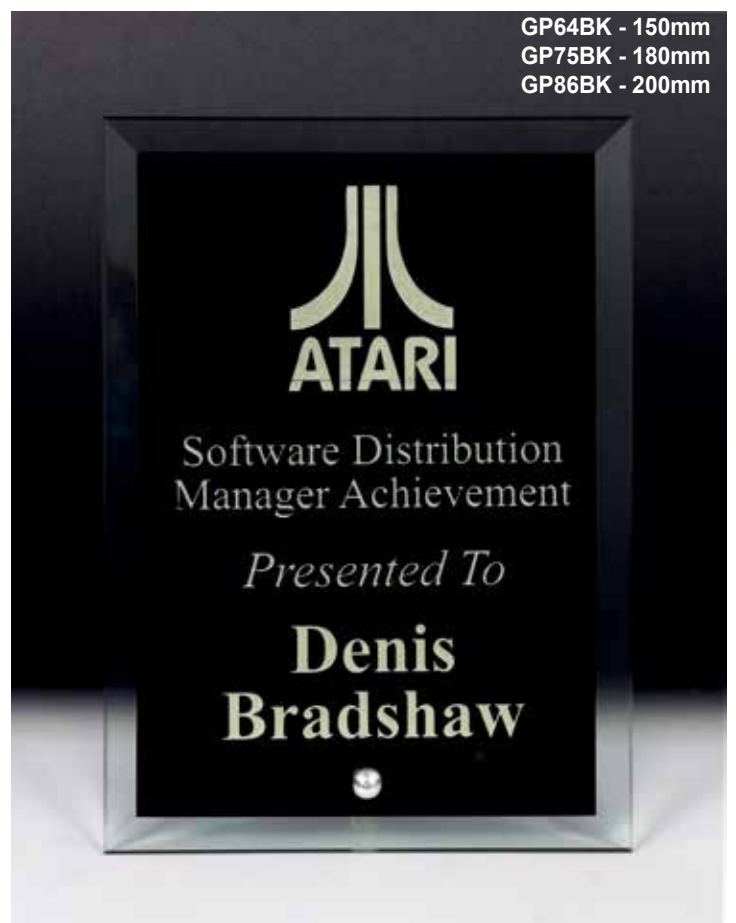 GP64BK - 150mm
GP75BK - 180mm
GP86BK - 200mm
ATARI
Software Distribution
Manager Achievement
Presented To
Denis
Bradshaw